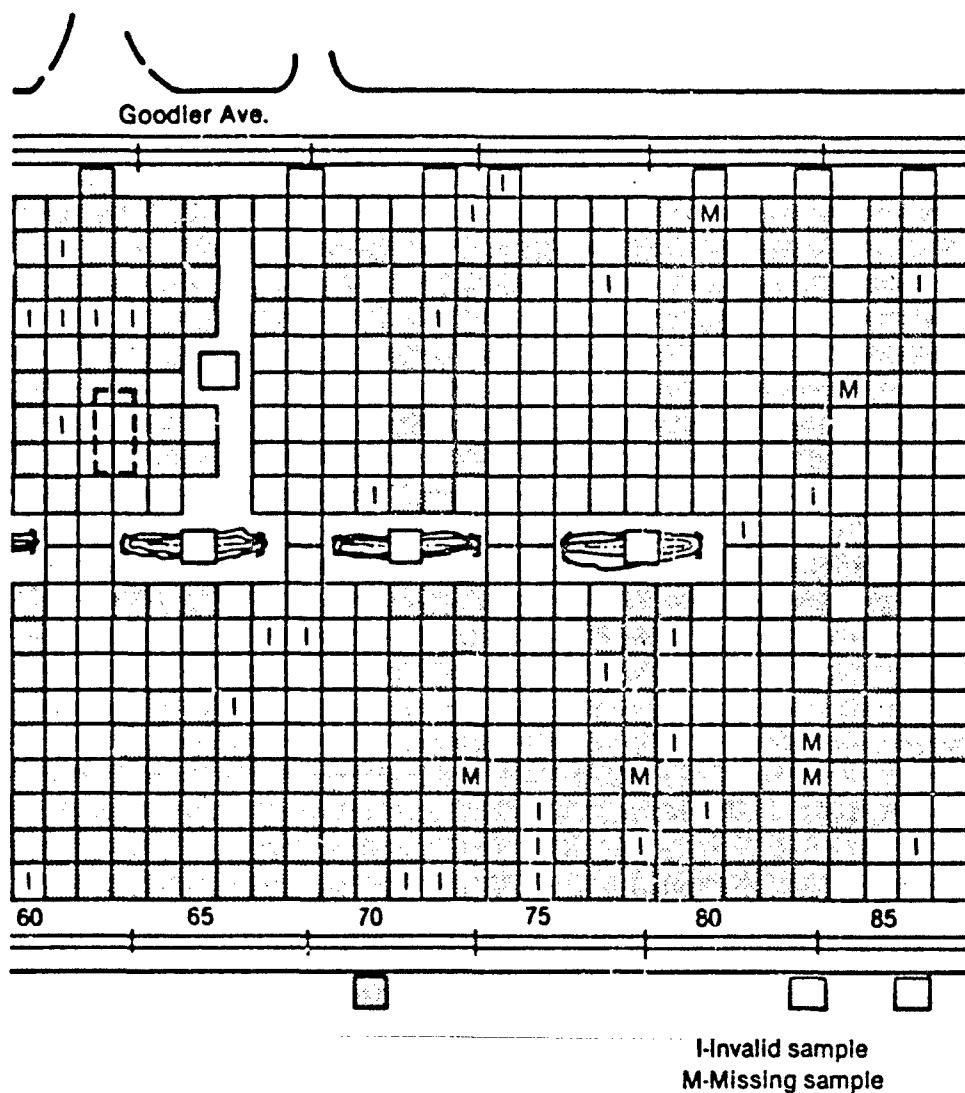 Goodier Ave.
I
I M
I
I I
I I I I I
M
I
I I
I
I I I
I
I
I M
M M M
I I
I I I
I I I I
60 65 70 75 80 85
I-Invalid sample
M-Missing sample